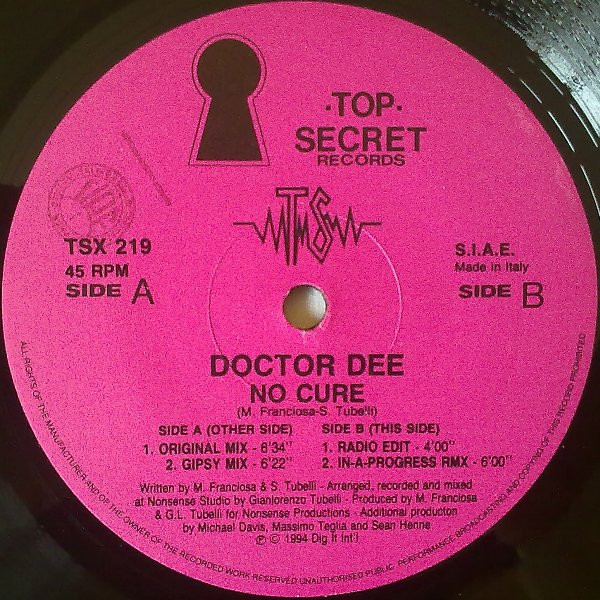 ·TOP·
SECRET
RECORDS
TMS
TSX 219
45 RPM
SIDE A
S.I.A.E.
Made in Italy
SIDE B
DOCTOR DEE
NO CURE
(M. Franciosa-S. Tubelli)
SIDE A (OTHER SIDE)
1. ORIGINAL MIX - 6'34"
2. GIPSY MIX - 6'22"
SIDE B (THIS SIDE)
1. RADIO EDIT - 4'00"
2. IN-A-PROGRESS RMX - 6'00"
Written by M. Franciosa & S. Tubelli - Arranged, recorded and mixed
at Nonsense Studio by Gianlorenzo Tubelli - Produced by M. Franciosa
& G.L. Tubelli for Nonsense Productions - Additional producton
by Michael Davis, Massimo Teglia and Sean Henne
℗ © 1994 Dig It Int'l
ALL RIGHTS OF THE MANUFACTURER AND OF THE OWNER OF THE RECORDED WORK RESERVED UNAUTHORISED PUBLIC PERFORMANCE BROADCASTING AND COPYING OF THIS RECORD PROHIBITED